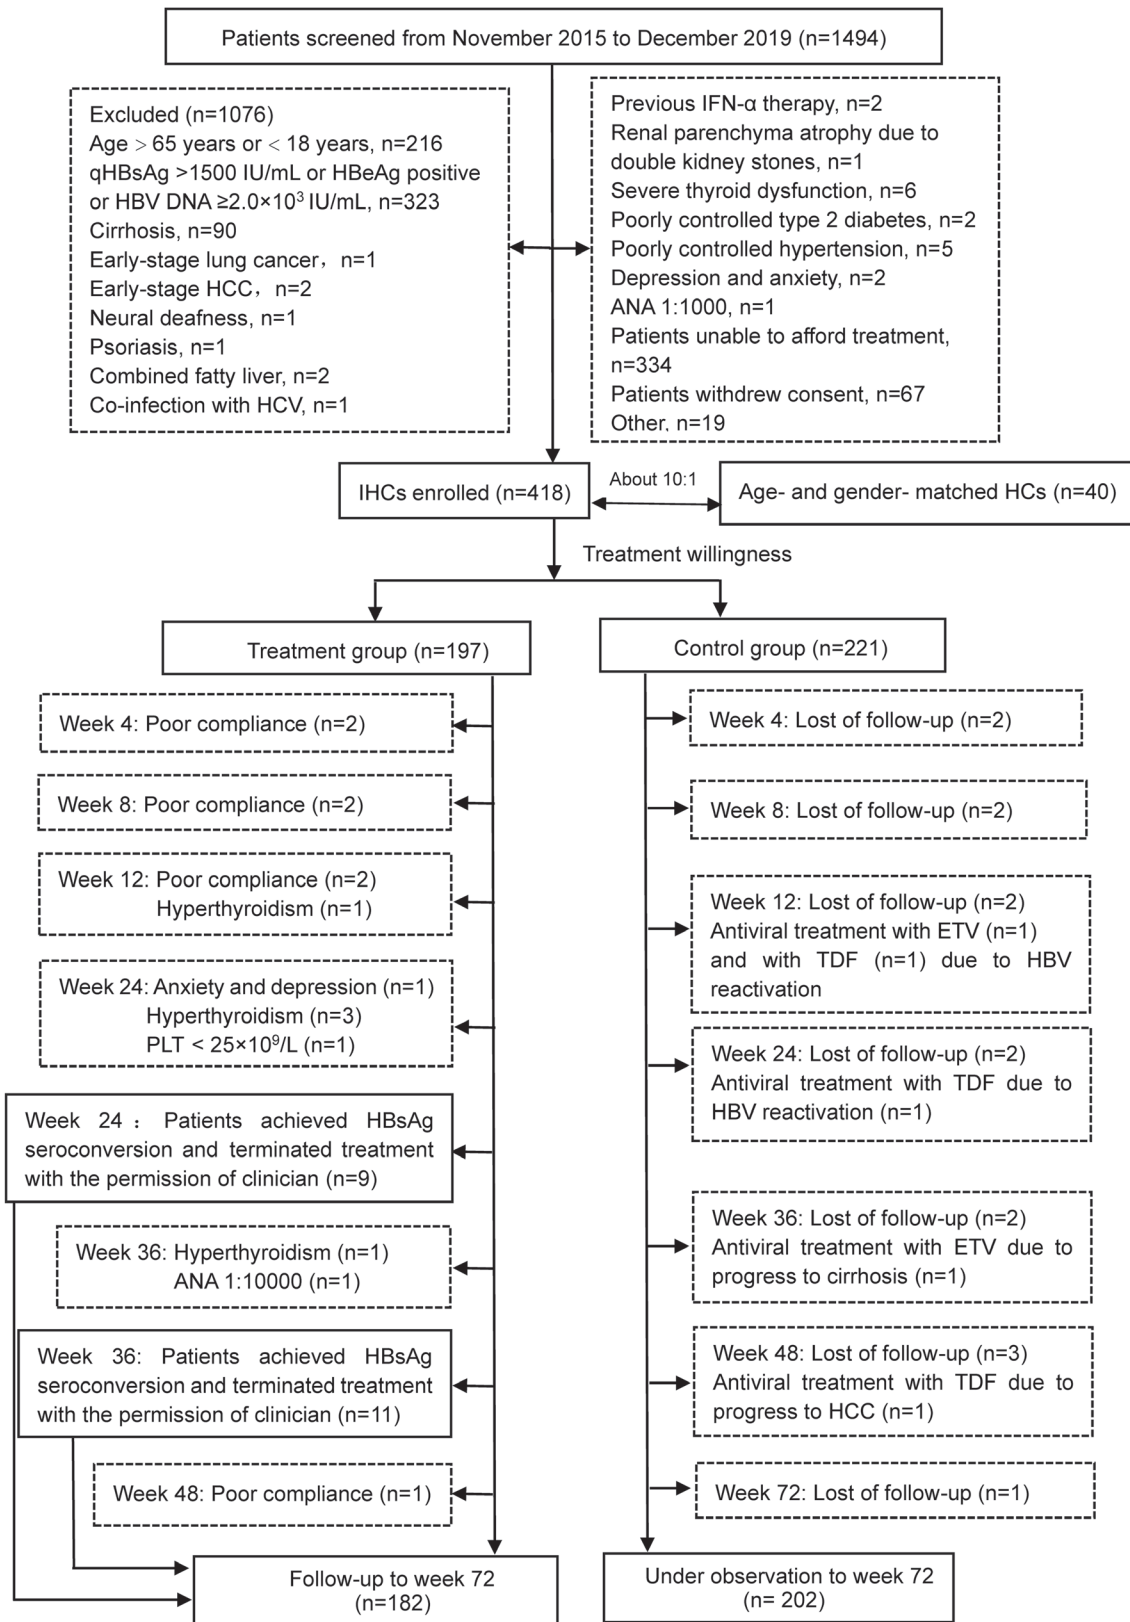 Patients screened from November 2015 to December 2019 (n=1494)
Excluded (n=1076)
Age > 65 years or < 18 years, n=216
qHBsAg >1500 IU/mL or HBeAg positive
or HBV DNA ≥2.0×10³ IU/mL, n=323
Cirrhosis, n=90
Early-stage lung cancer，n=1
Early-stage HCC，n=2
Neural deafness, n=1
Psoriasis, n=1
Combined fatty liver, n=2
Co-infection with HCV, n=1
Previous IFN-α therapy, n=2
Renal parenchyma atrophy due to
double kidney stones, n=1
Severe thyroid dysfunction, n=6
Poorly controlled type 2 diabetes, n=2
Poorly controlled hypertension, n=5
Depression and anxiety, n=2
ANA 1:1000, n=1
Patients unable to afford treatment,
n=334
Patients withdrew consent, n=67
Other, n=19
IHCs enrolled (n=418)
About 10:1
Age- and gender- matched HCs (n=40)
Treatment willingness
Treatment group (n=197)
Control group (n=221)
Week 4: Poor compliance (n=2)
Week 8: Poor compliance (n=2)
Week 12: Poor compliance (n=2)
Hyperthyroidism (n=1)
Week 24: Anxiety and depression (n=1)
Hyperthyroidism (n=3)
PLT < 25×10⁹/L (n=1)
Week 24 : Patients achieved HBsAg
seroconversion and terminated treatment
with the permission of clinician (n=9)
Week 36: Hyperthyroidism (n=1)
ANA 1:10000 (n=1)
Week 36: Patients achieved HBsAg
seroconversion and terminated treatment
with the permission of clinician (n=11)
Week 48: Poor compliance (n=1)
Follow-up to week 72
(n=182)
Week 4: Lost of follow-up (n=2)
Week 8: Lost of follow-up (n=2)
Week 12: Lost of follow-up (n=2)
Antiviral treatment with ETV (n=1)
and with TDF (n=1) due to HBV
reactivation
Week 24: Lost of follow-up (n=2)
Antiviral treatment with TDF due to
HBV reactivation (n=1)
Week 36: Lost of follow-up (n=2)
Antiviral treatment with ETV due to
progress to cirrhosis (n=1)
Week 48: Lost of follow-up (n=3)
Antiviral treatment with TDF due to
progress to HCC (n=1)
Week 72: Lost of follow-up (n=1)
Under observation to week 72
(n= 202)